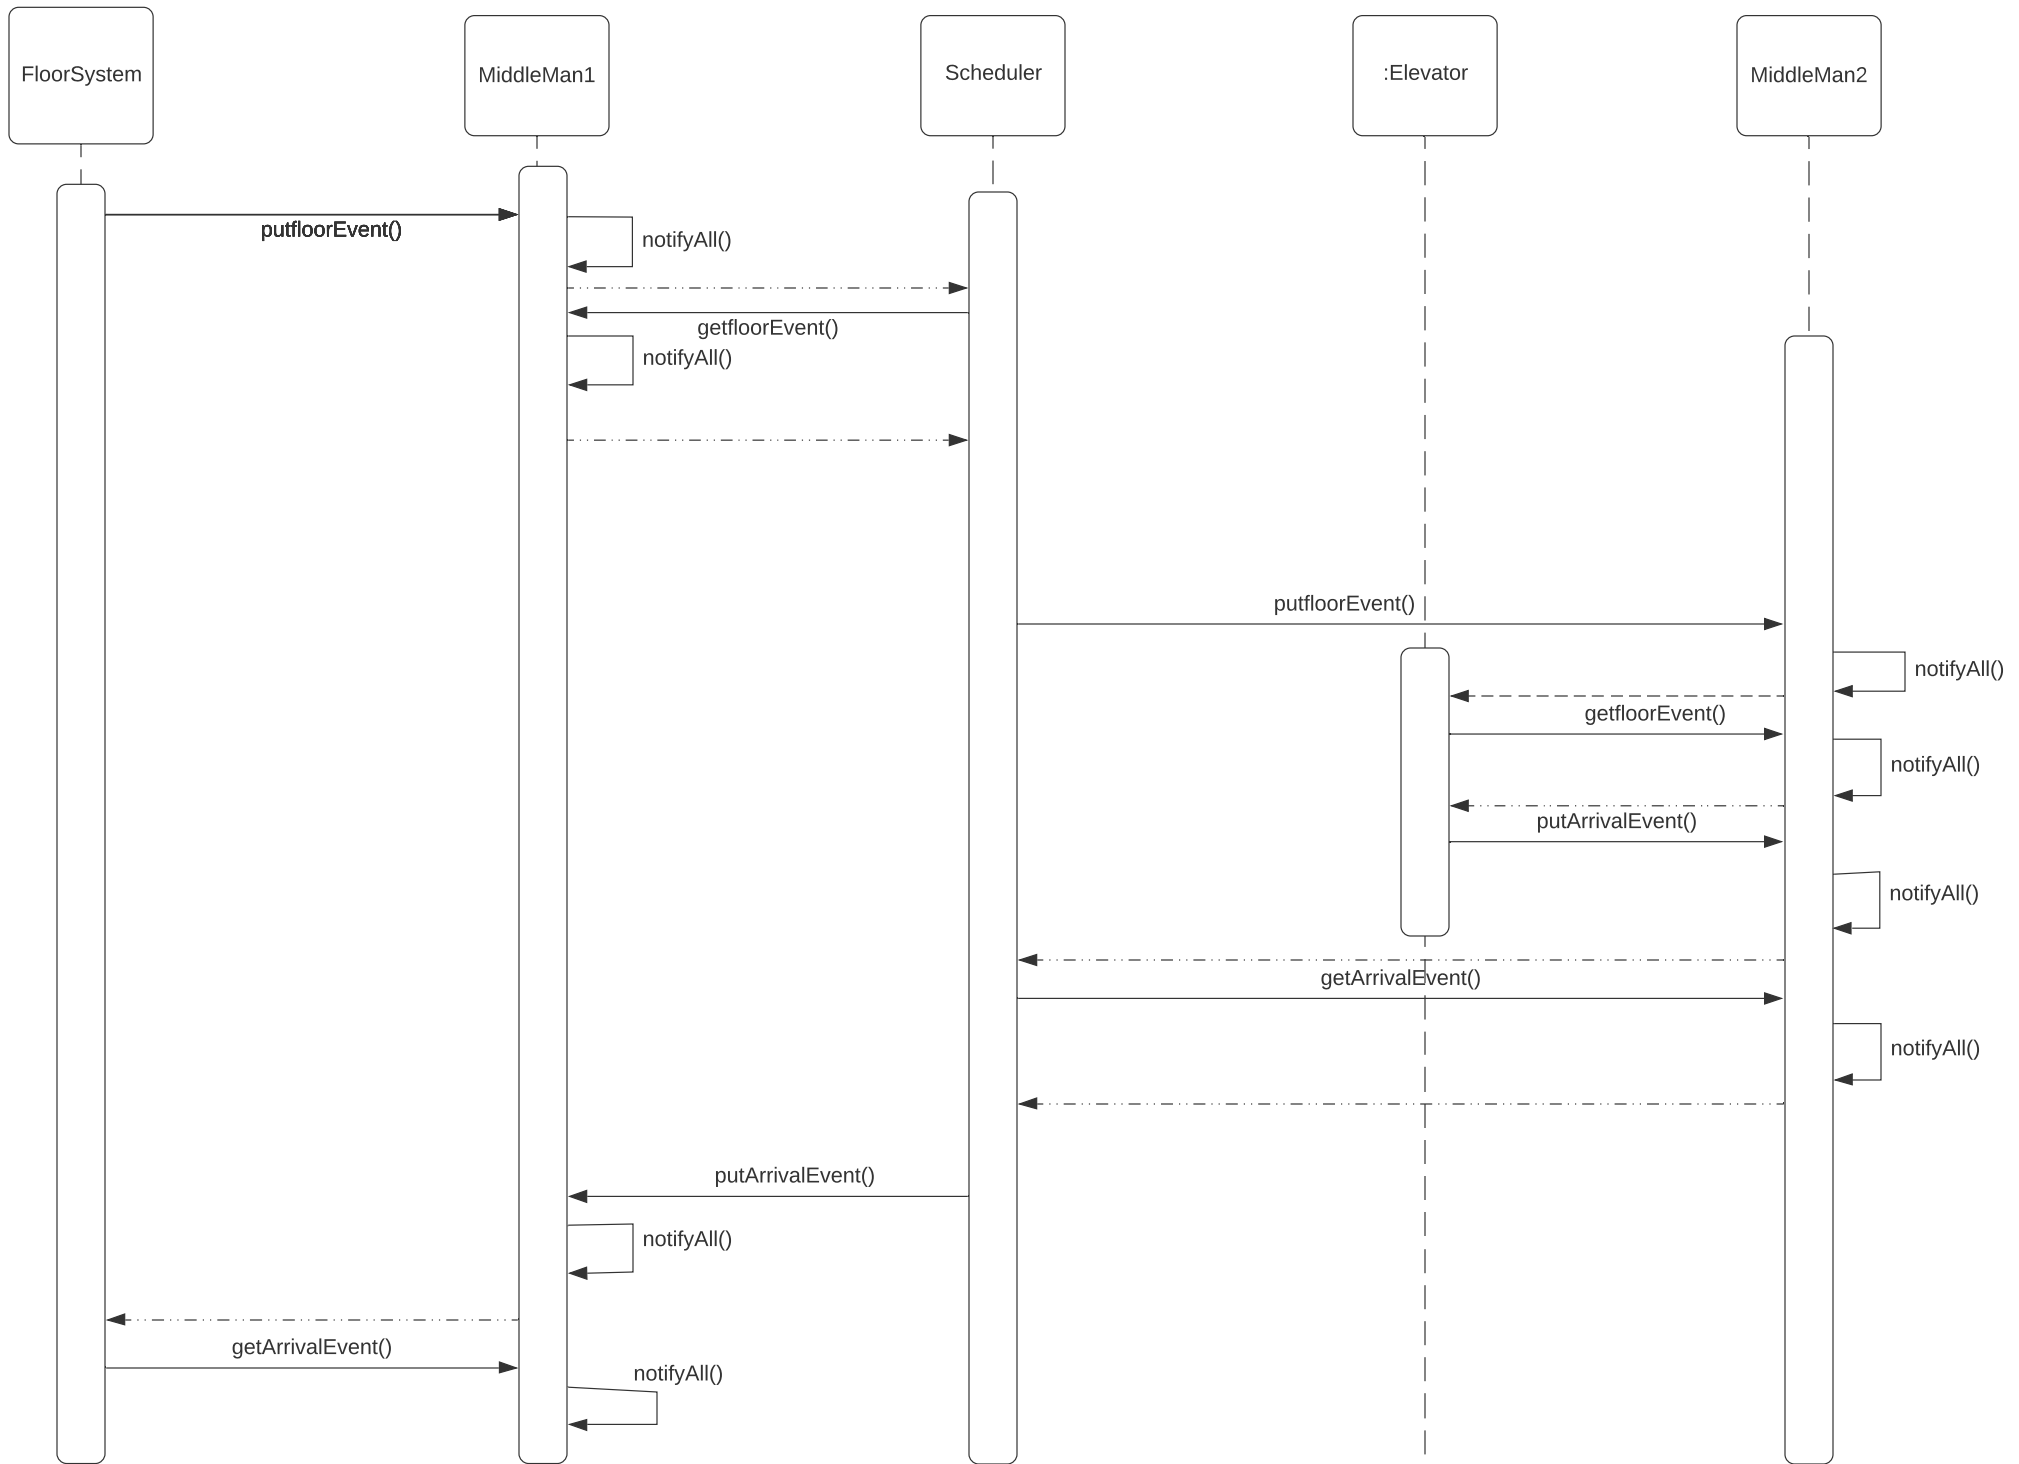 FloorSystem
MiddleMan1
Scheduler
:Elevator
MiddleMan2
putfloorEvent()
notifyAll()
getfloorEvent()
notifyAll()
putfloorEvent()
notifyAll()
getfloorEvent()
notifyAll()
putArrivalEvent()
notifyAll()
getArrivalEvent()
notifyAll()
putArrivalEvent()
notifyAll()
getArrivalEvent()
notifyAll()